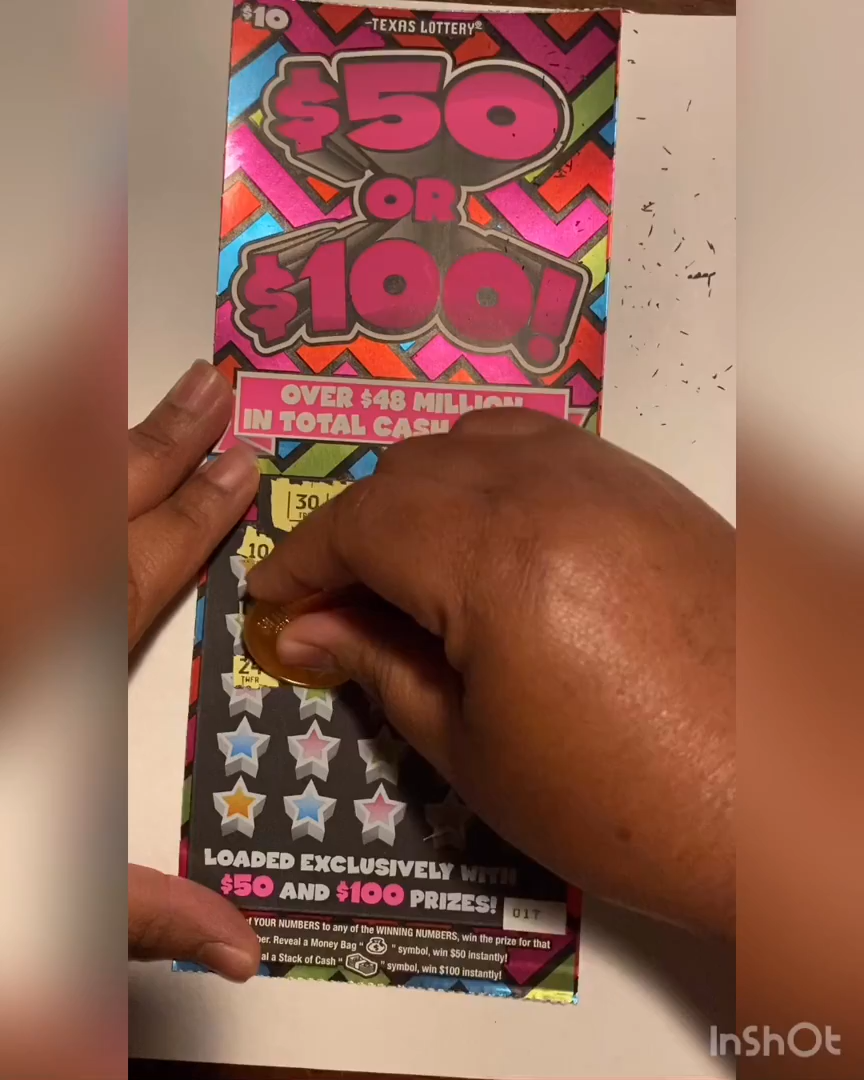 $10
TEXAS LOTTERY®
$50
OR
$100!
OVER $48 MILLION
IN TOTAL CASH
30
10
24
LOADED EXCLUSIVELY WITH
$50 AND $100 PRIZES!
017
YOUR NUMBERS to any of the WINNING NUMBERS, win the prize for that
ber. Reveal a Money Bag " " symbol, win $50 instantly!
al a Stack of Cash " " symbol, win $100 instantly!
InShOt